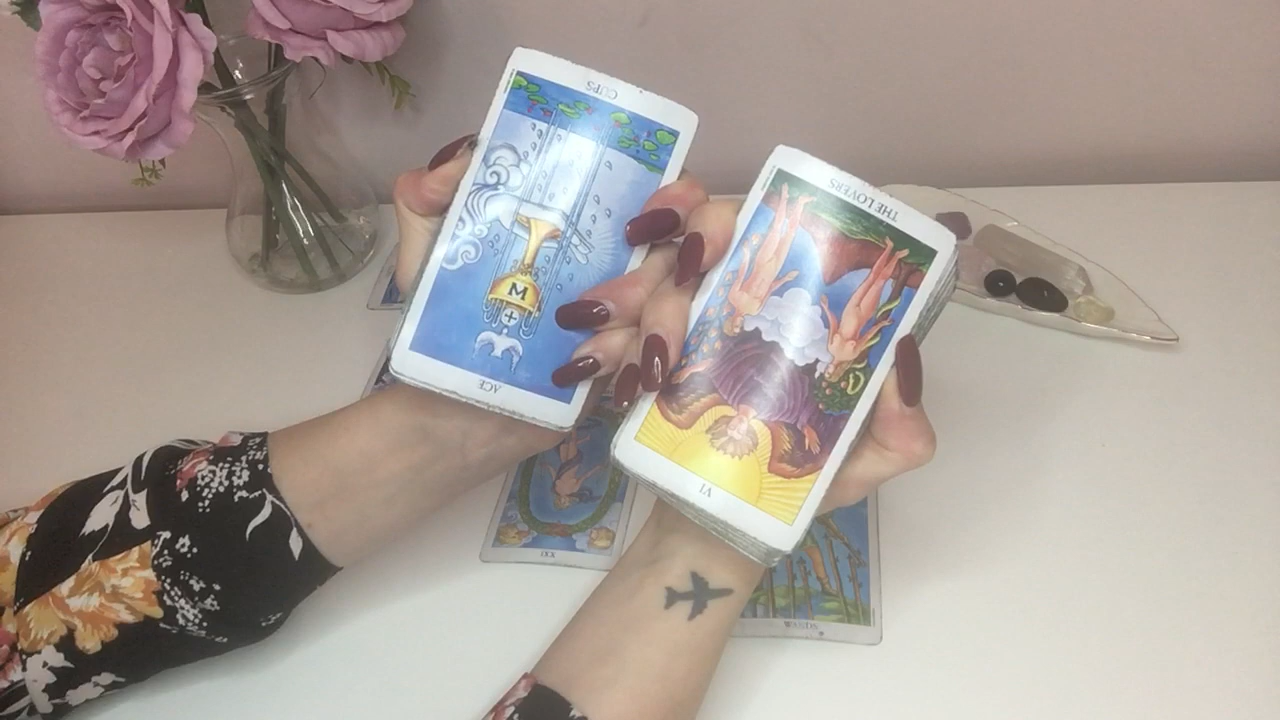 CUPS
M
ACE
THE LOVERS
VI
XXI
WANDS